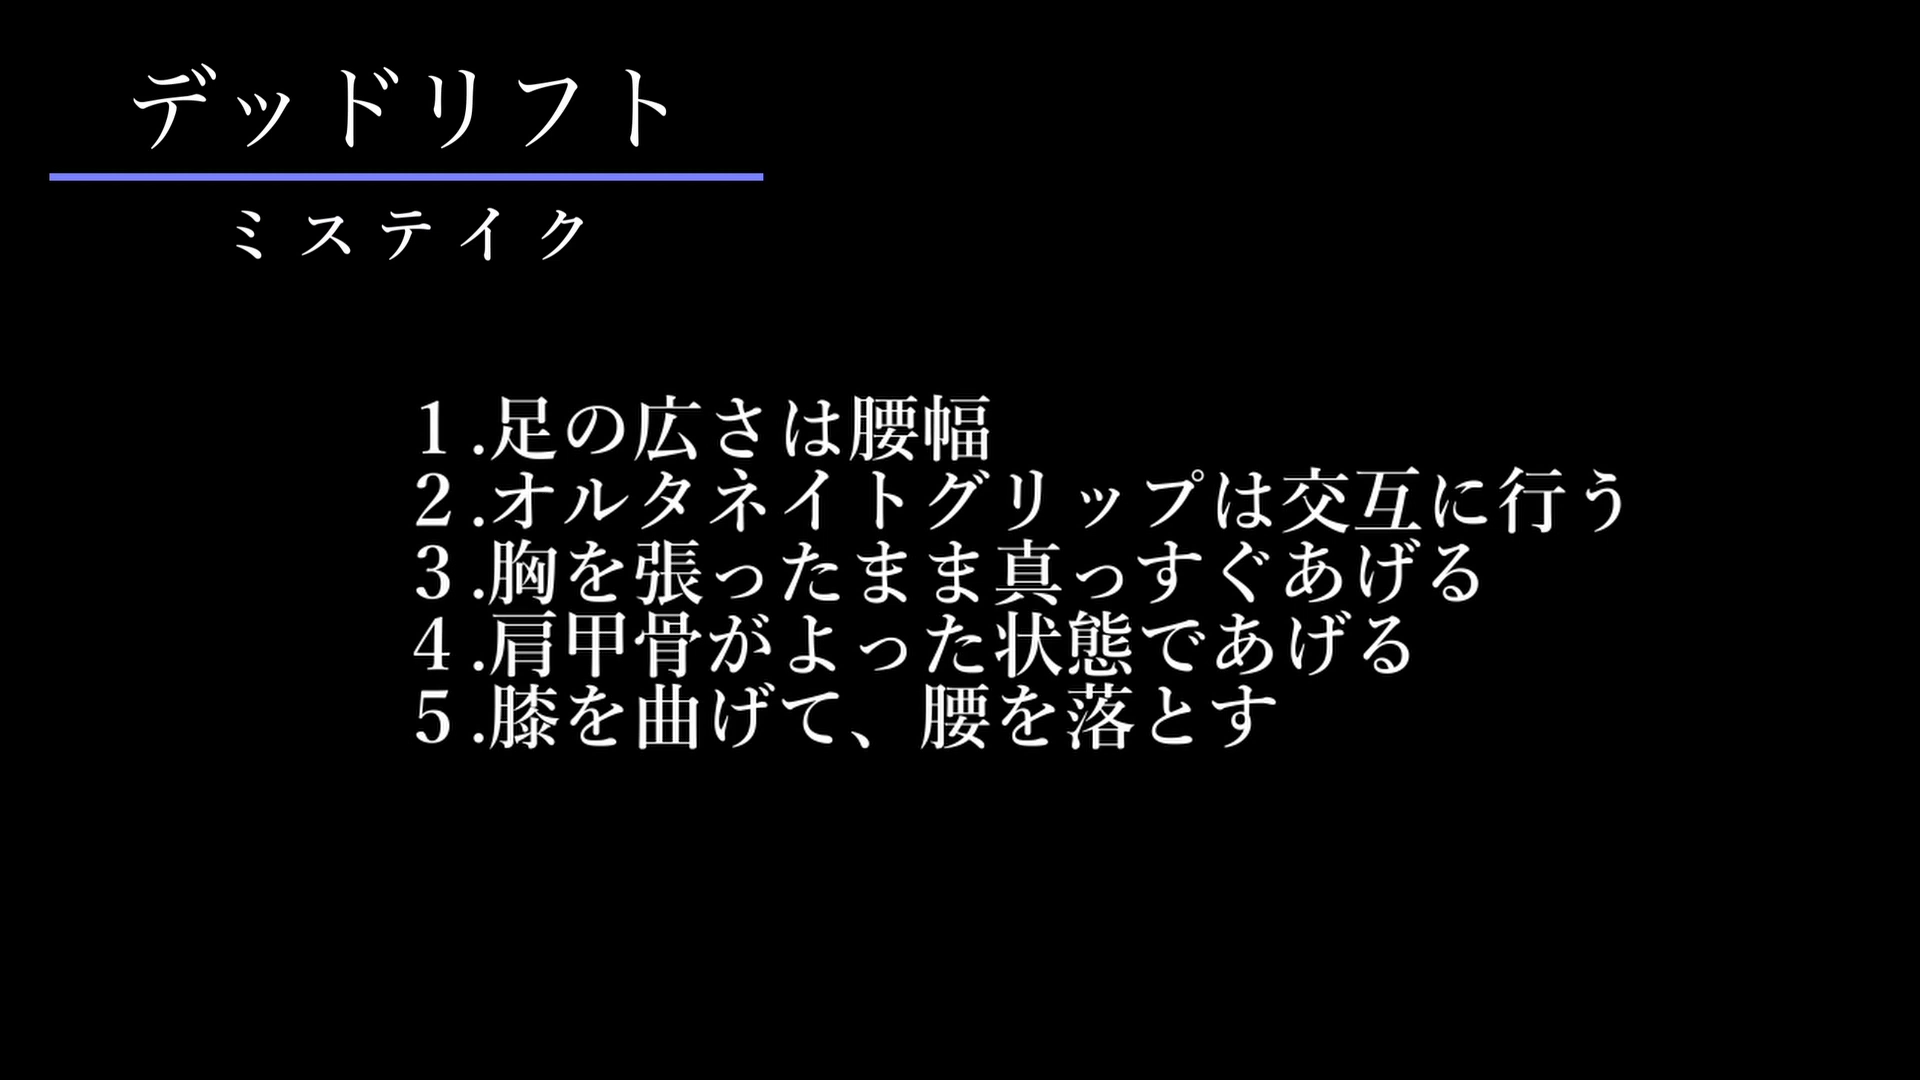 デッドリフト
ミステイク
１.足の広さは腰幅
２.オルタネイトグリップは交互に行う
３.胸を張ったまま真っすぐあげる
４.肩甲骨がよった状態であげる
５.膝を曲げて、腰を落とす